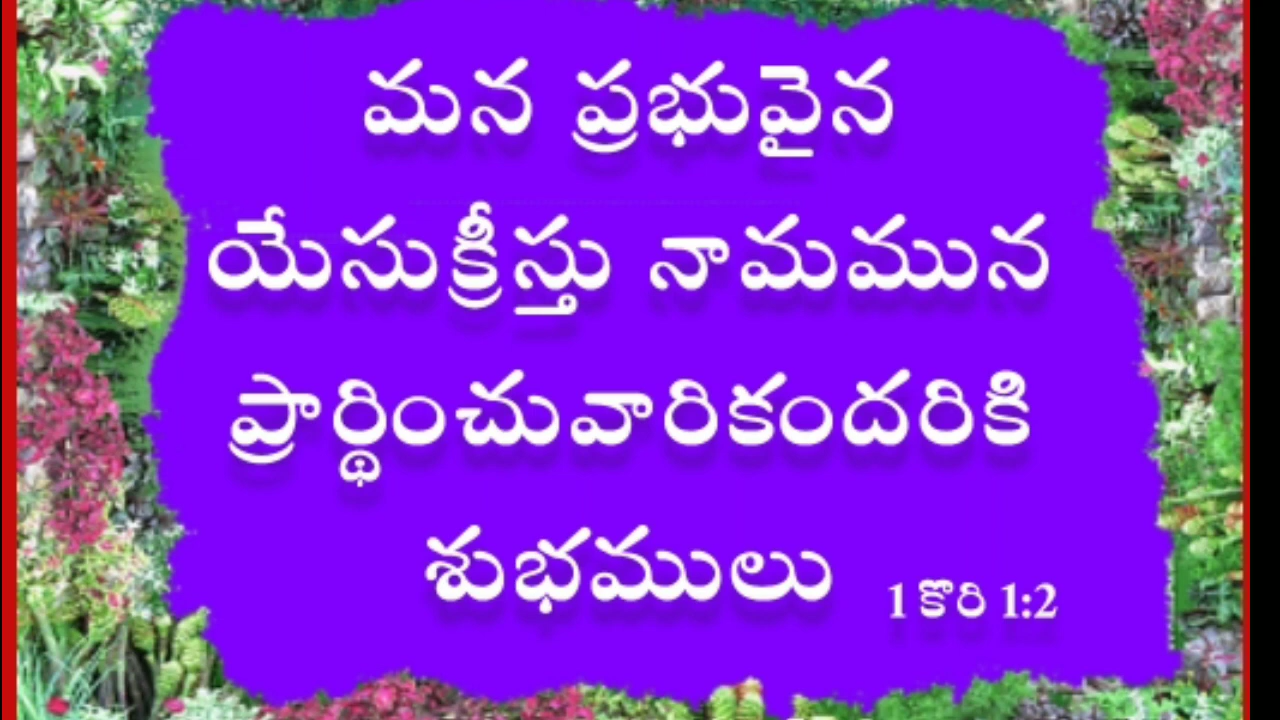 మన ప్రభువైన
యేసుక్రీస్తు నామమున
ప్రార్థించువారికందరికి
శుభములు 1 కొరి 1:2